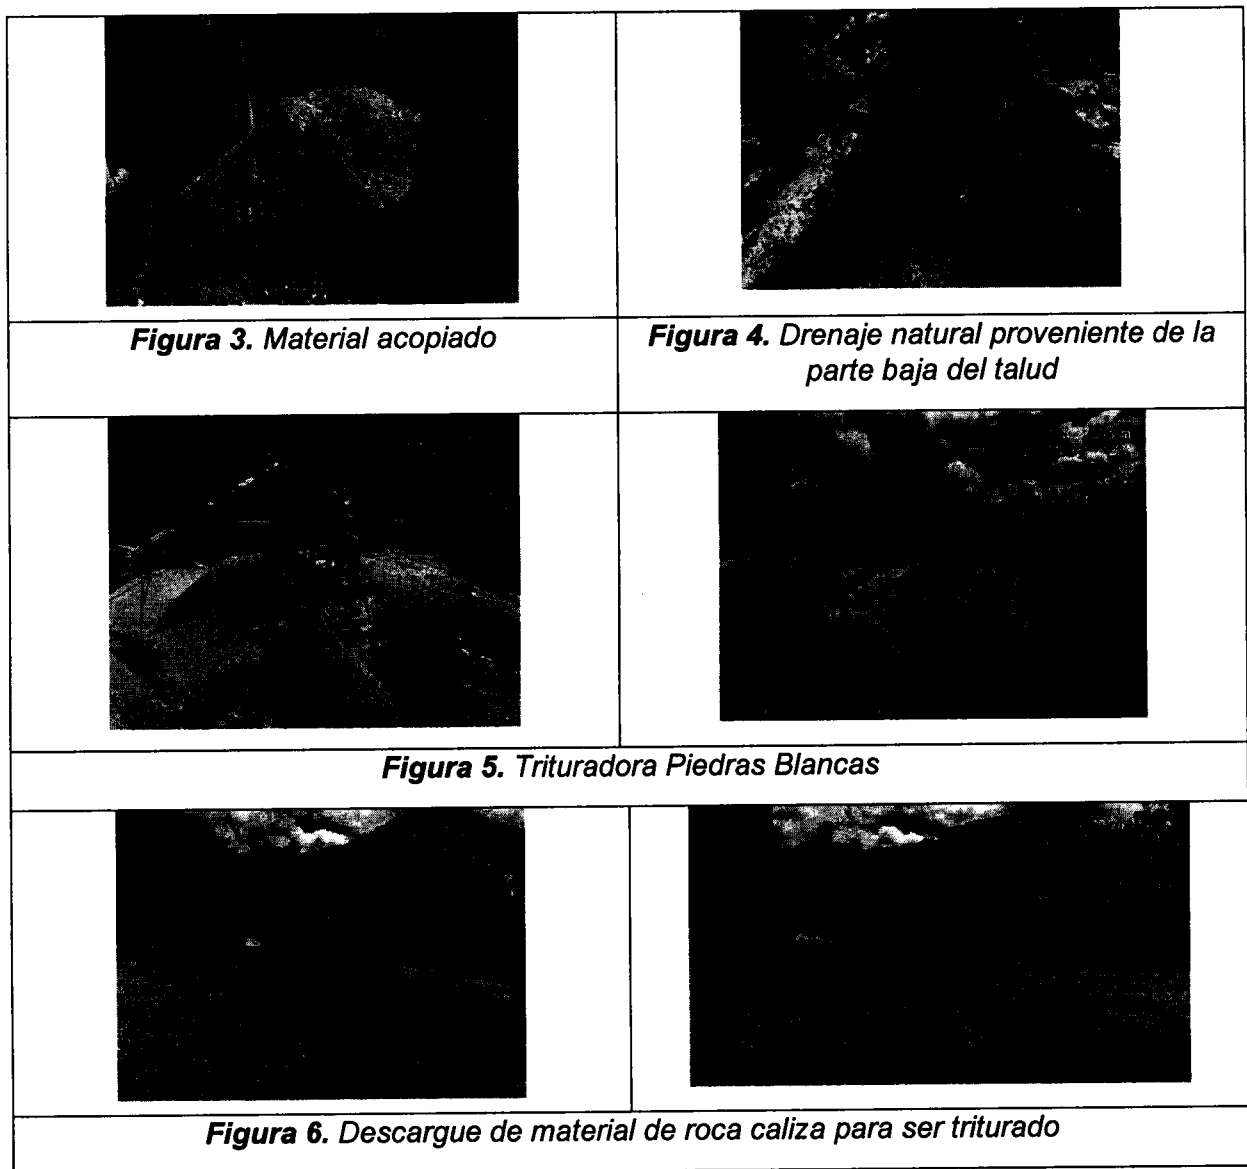 Figura 3. Material acopiado
Figura 4. Drenaje natural proveniente de la
parte baja del talud
Figura 5. Trituradora Piedras Blancas
Figura 6. Descargue de material de roca caliza para ser triturado